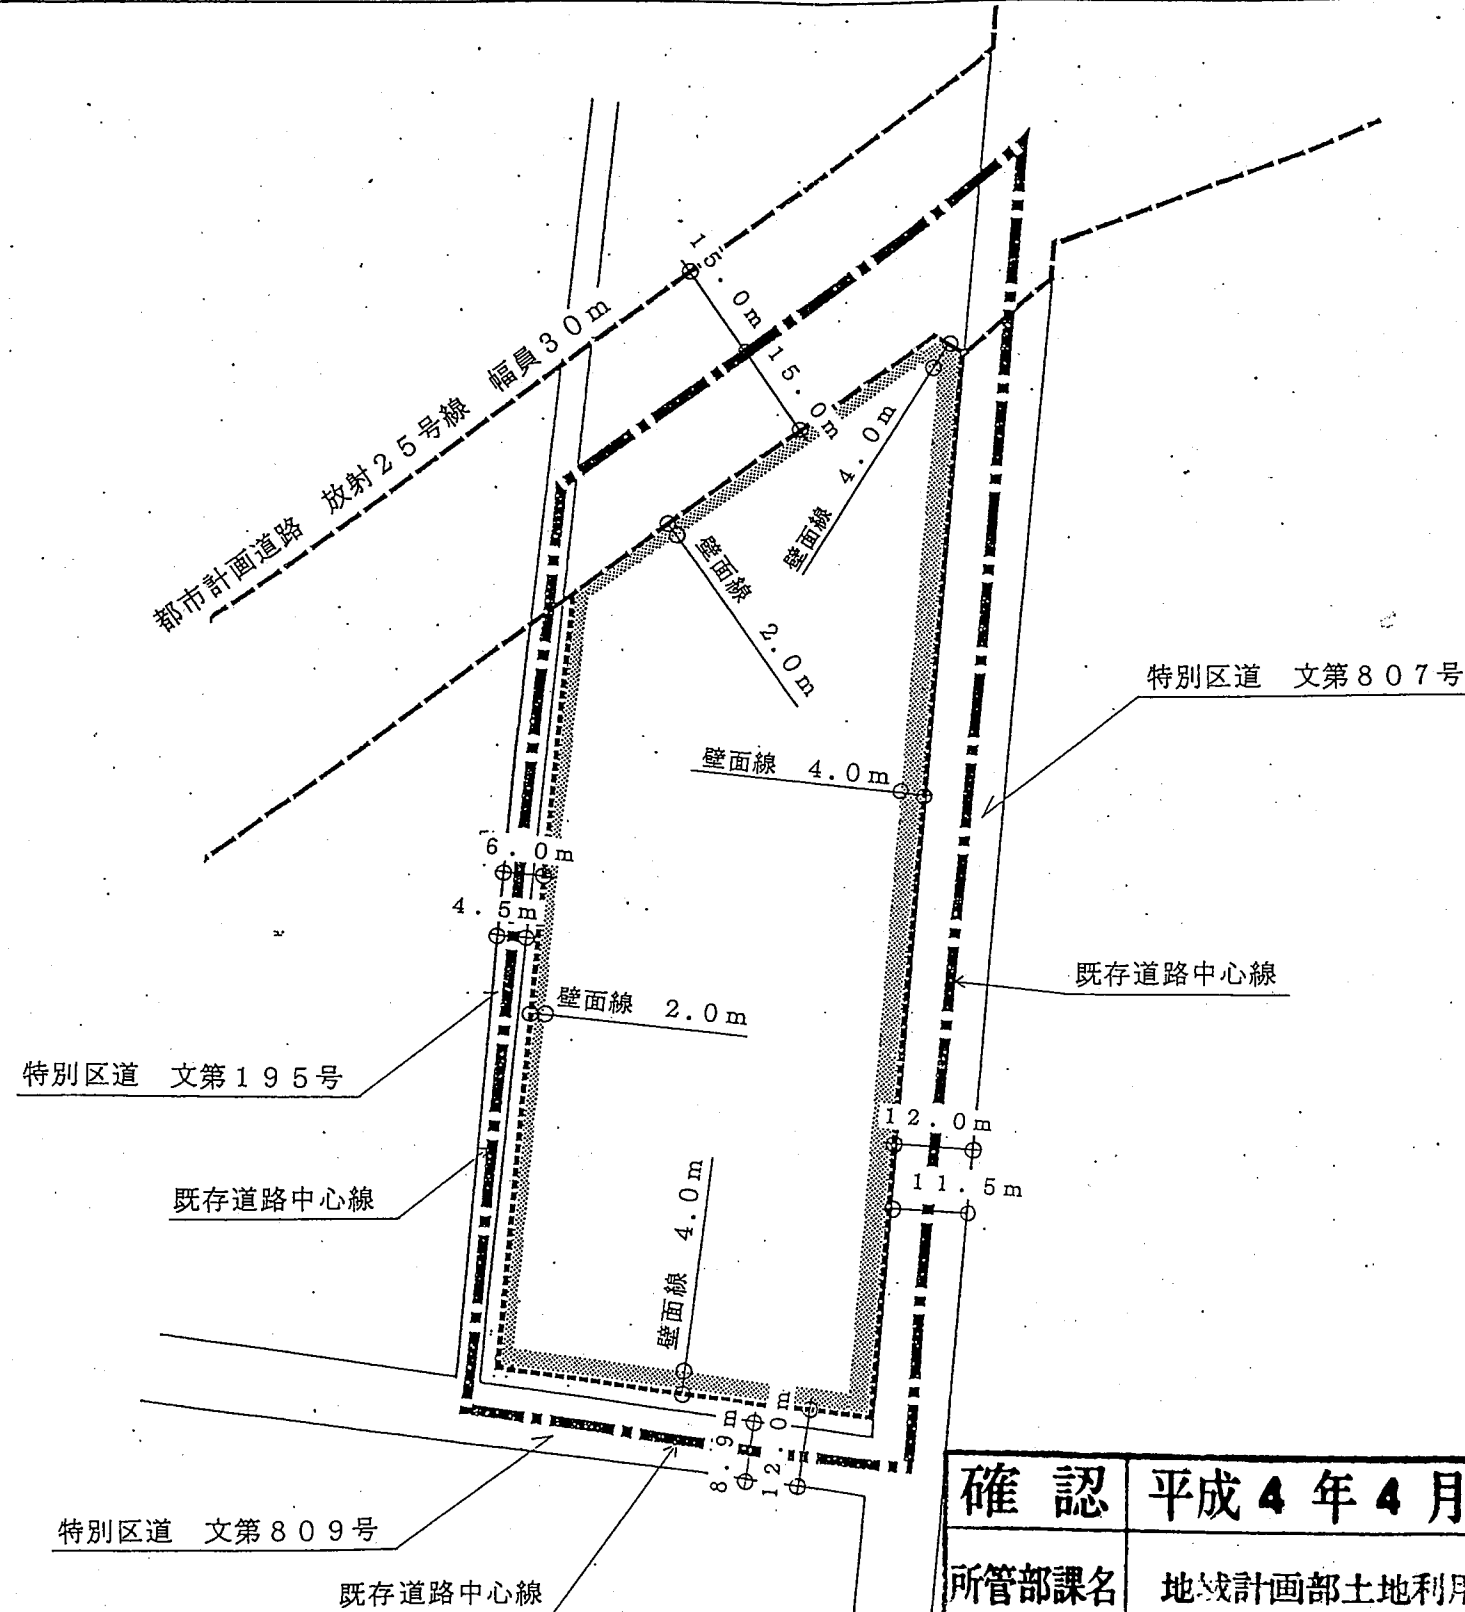 都市計画道路　放射２５号線　幅員３０ｍ
１５．０ｍ
１５．０ｍ
壁面線　４．０ｍ
壁面線　２．０ｍ
特別区道　文第８０７号
壁面線　４．０ｍ
６．０ｍ
４．５ｍ
既存道路中心線
壁面線　２．０ｍ
特別区道　文第１９５号
１２．０ｍ
１１．５ｍ
既存道路中心線
壁面線　４．０ｍ
８．９ｍ
１２．０ｍ
特別区道　文第８０９号
既存道路中心線
確認　平成４年４月
所管部課名　地域計画部土地利用